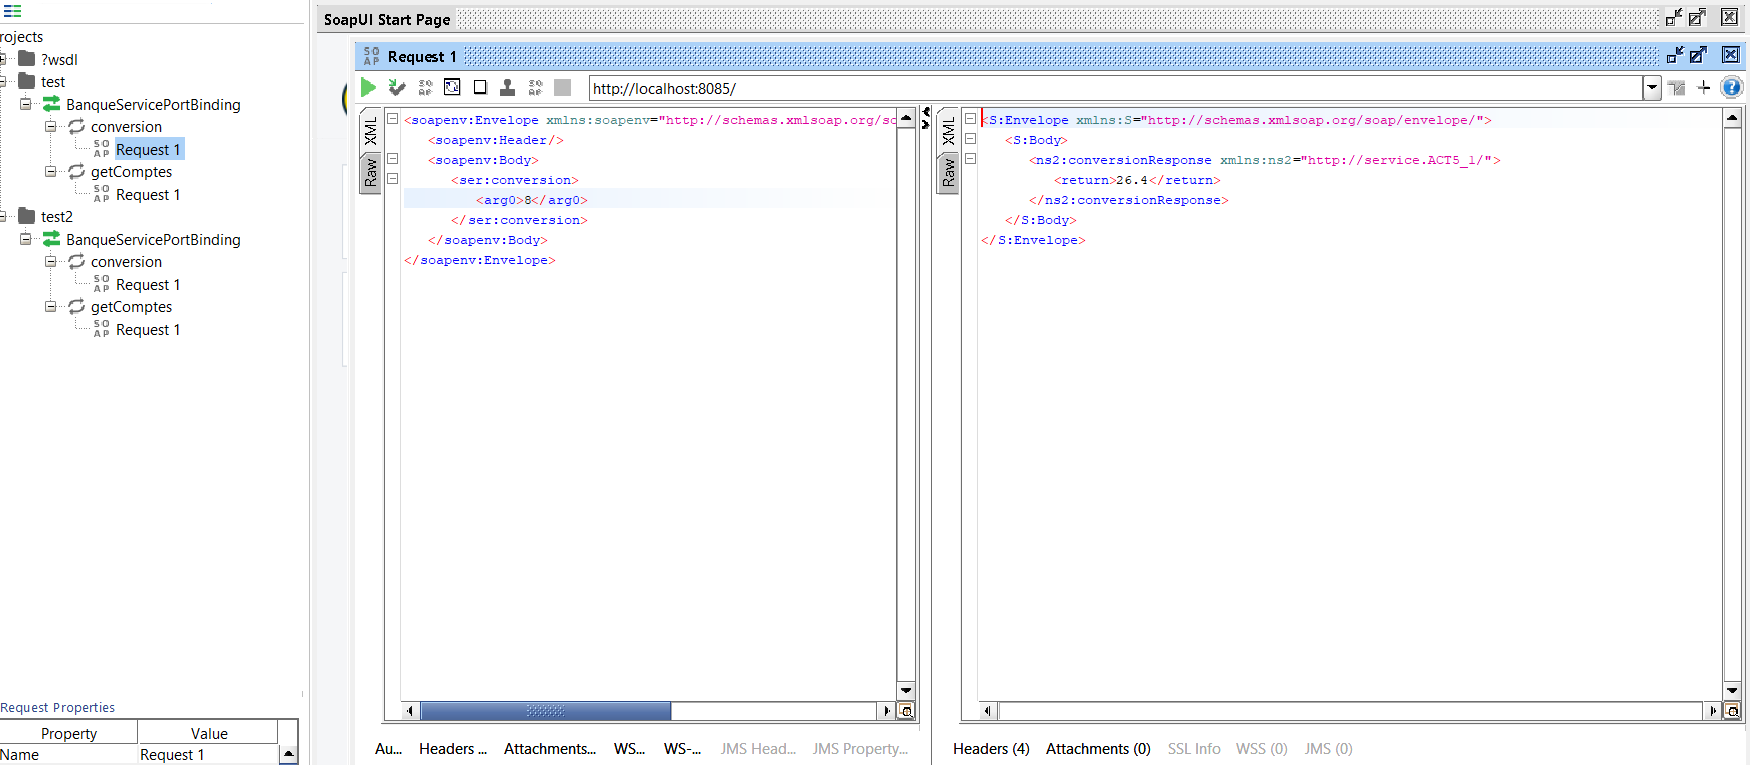 SoapUI Start Page
rojects
?wsdl
test
BanqueServicePortBinding
conversion
Request 1
getComptes
Request 1
test2
BanqueServicePortBinding
conversion
Request 1
getComptes
Request 1
Request Properties
Property Value
Name Request 1
SO AP Request 1
http://localhost:8085/
XML
Raw
<soapenv:Envelope xmlns:soapenv="http://schemas.xmlsoap.org/so
<soapenv:Header/>
<soapenv:Body>
<ser:conversion>
<arg0>8</arg0>
</ser:conversion>
</soapenv:Body>
</soapenv:Envelope>
Au... Headers ... Attachments... WS... WS-... JMS Head... JMS Property...
XML
Raw
<S:Envelope xmlns:S="http://schemas.xmlsoap.org/soap/envelope/">
<S:Body>
<ns2:conversionResponse xmlns:ns2="http://service.ACT5_1/">
<return>26.4</return>
</ns2:conversionResponse>
</S:Body>
</S:Envelope>
Headers (4) Attachments (0) SSL Info WSS (0) JMS (0)